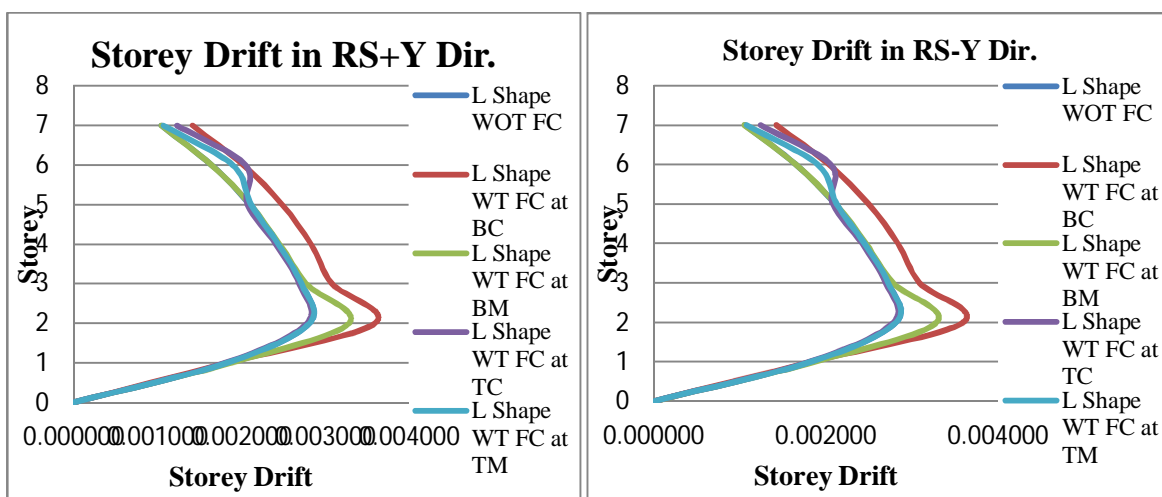 Storey Drift in RS+Y Dir.
8
7
6
5
4
3
2
1
0
Storey
0.000000 0.001000 0.002000 0.003000 0.004000
Storey Drift
L Shape
WOT FC
L Shape
WT FC at
BC
L Shape
WT FC at
BM
L Shape
WT FC at
TC
L Shape
WT FC at
TM
Storey Drift in RS-Y Dir.
8
7
6
5
4
3
2
1
0
Storey
0.000000 0.002000 0.004000
Storey Drift
L Shape
WOT FC
L Shape
WT FC at
BC
L Shape
WT FC at
BM
L Shape
WT FC at
TC
L Shape
WT FC at
TM